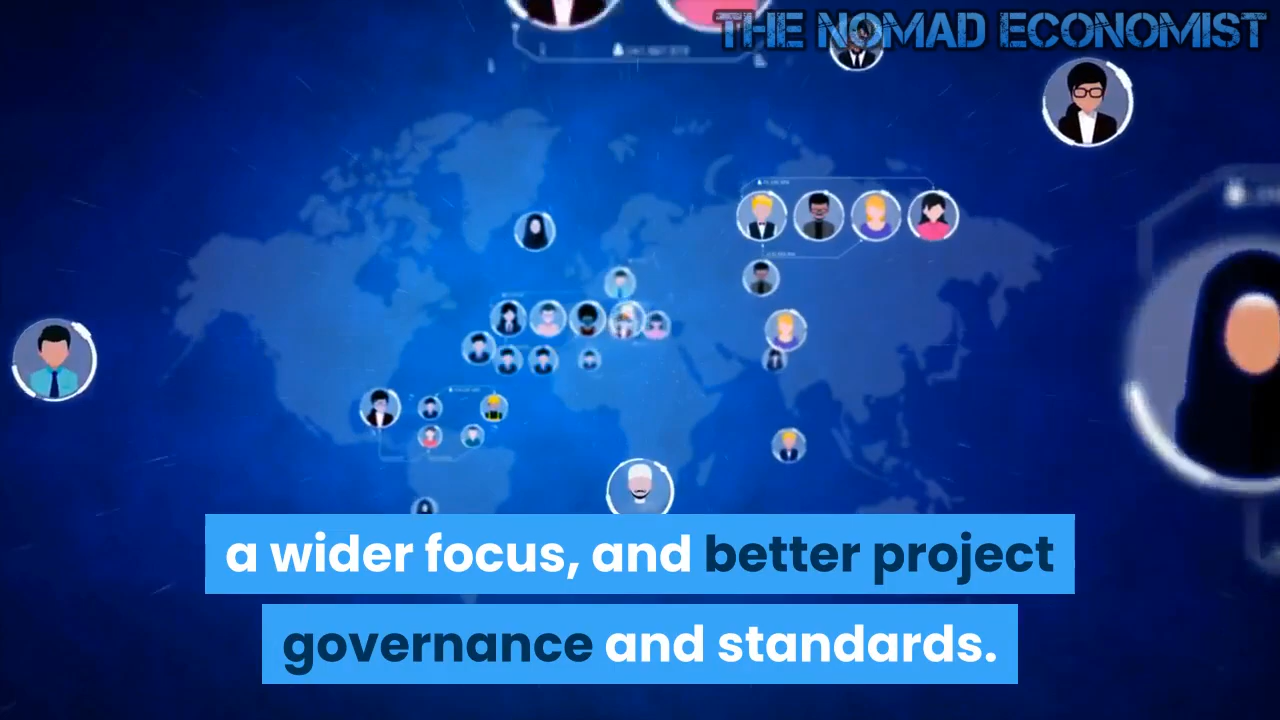 THE NOMAD ECONOMIST
a wider focus, and better project
governance and standards.